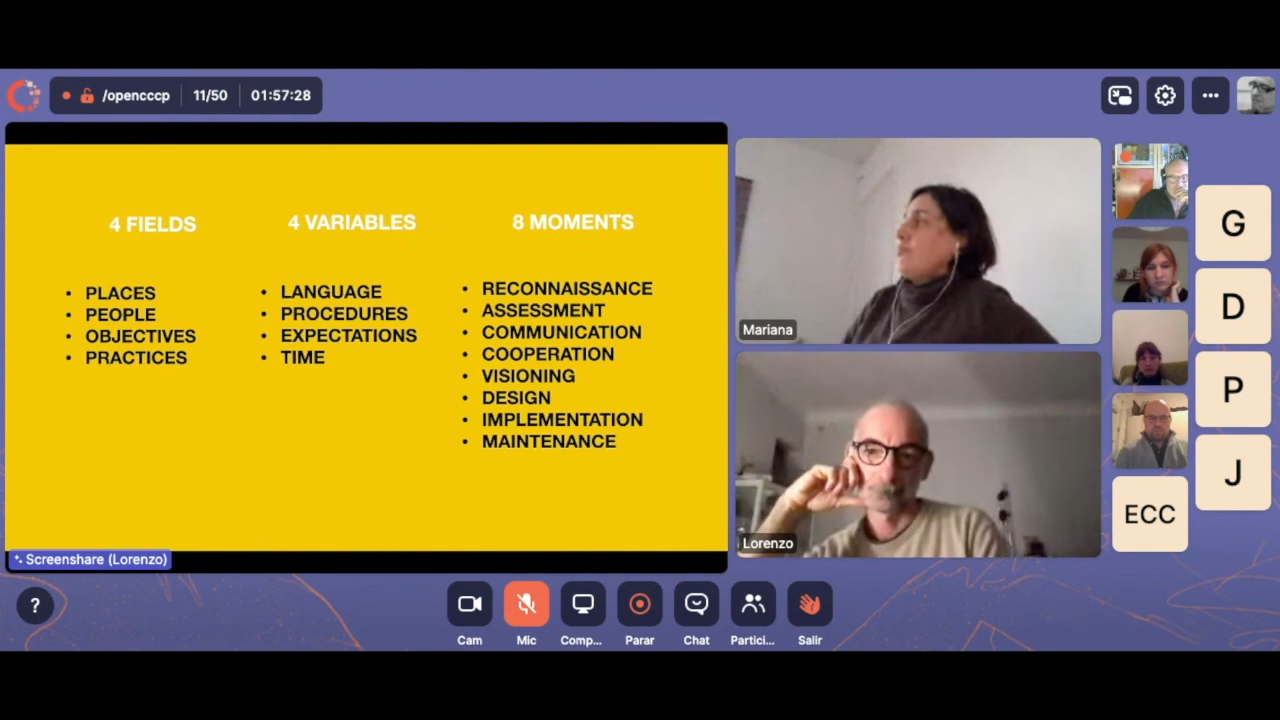 /opencccp
11/50
01:57:28
4 FIELDS
• PLACES
• PEOPLE
• OBJECTIVES
• PRACTICES
4 VARIABLES
• LANGUAGE
• PROCEDURES
• EXPECTATIONS
• TIME
8 MOMENTS
• RECONNAISSANCE
• ASSESSMENT
• COMMUNICATION
• COOPERATION
• VISIONING
• DESIGN
• IMPLEMENTATION
• MAINTENANCE
Screenshare (Lorenzo)
Mariana
Lorenzo
ECC
G
D
P
J
?
Cam
Mic
Comp...
Parar
Chat
Partici...
Salir